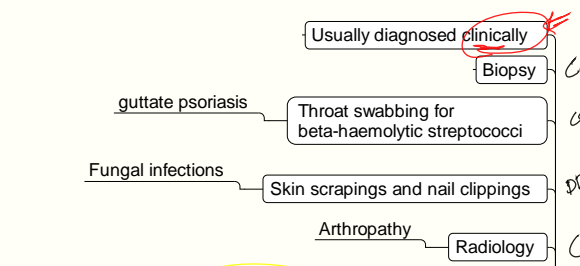 Usually diagnosed clinically
Biopsy
guttate psoriasis
Throat swabbing for
beta-haemolytic streptococci
Fungal infections
Skin scrapings and nail clippings
Arthropathy
Radiology